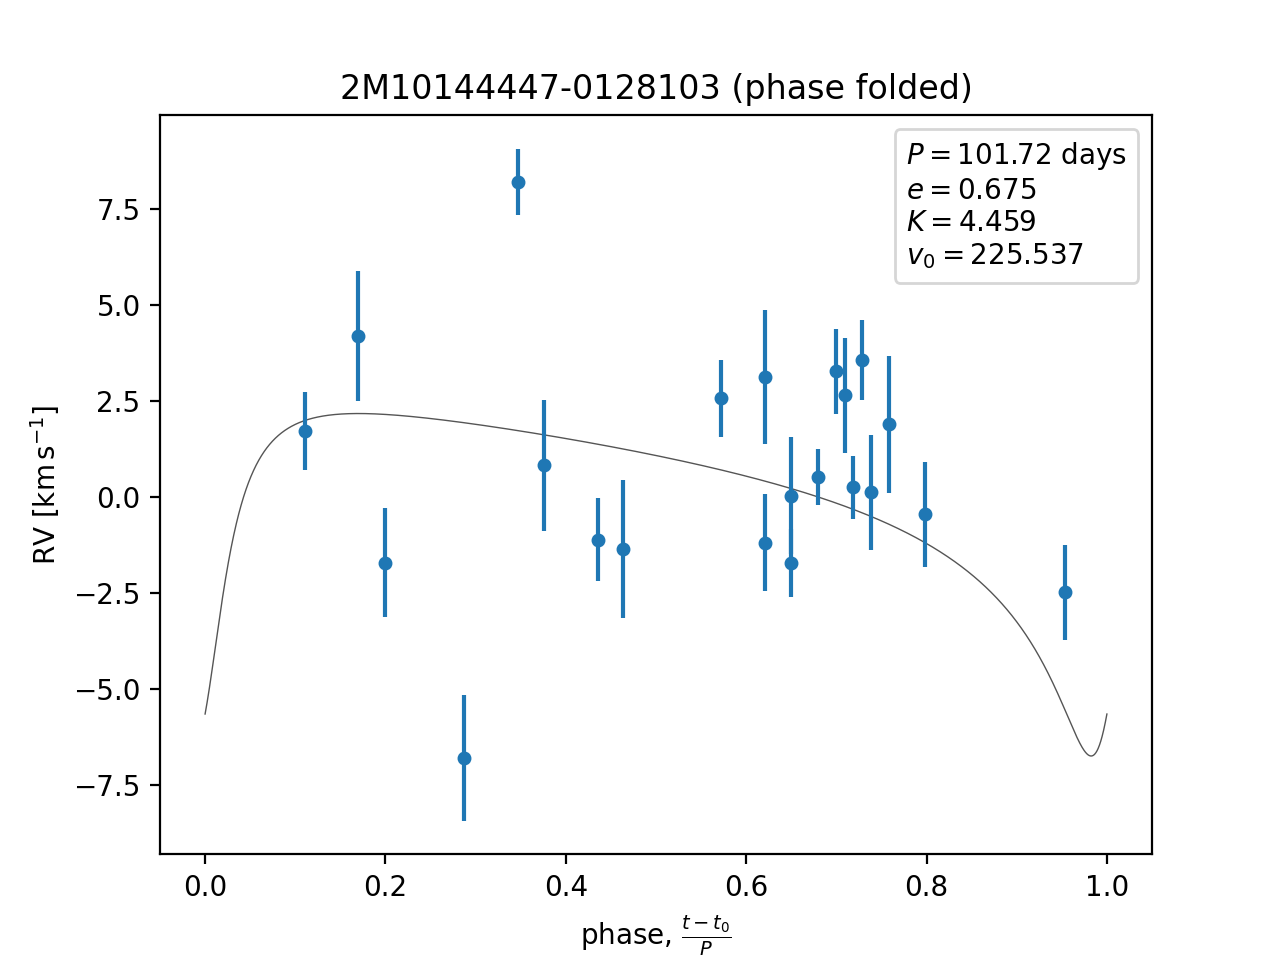 2M10144447-0128103 (phase folded)
P = 101.72 days
e = 0.675
K = 4.459
v₀ = 225.537
RV [km s⁻¹]
7.5
5.0
2.5
0.0
−2.5
−5.0
−7.5
0.0 0.2 0.4 0.6 0.8 1.0
phase, (t − t₀)/P